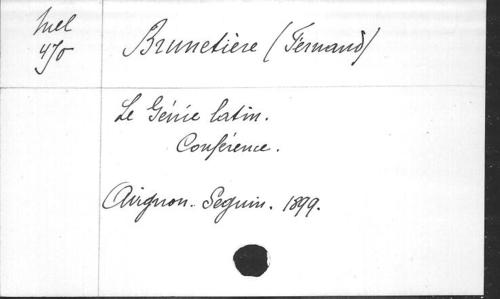 Mel
470
Brunetière (Fernand)
Le Génie latin.
Conférence.
Avignon. Seguin. 1899.